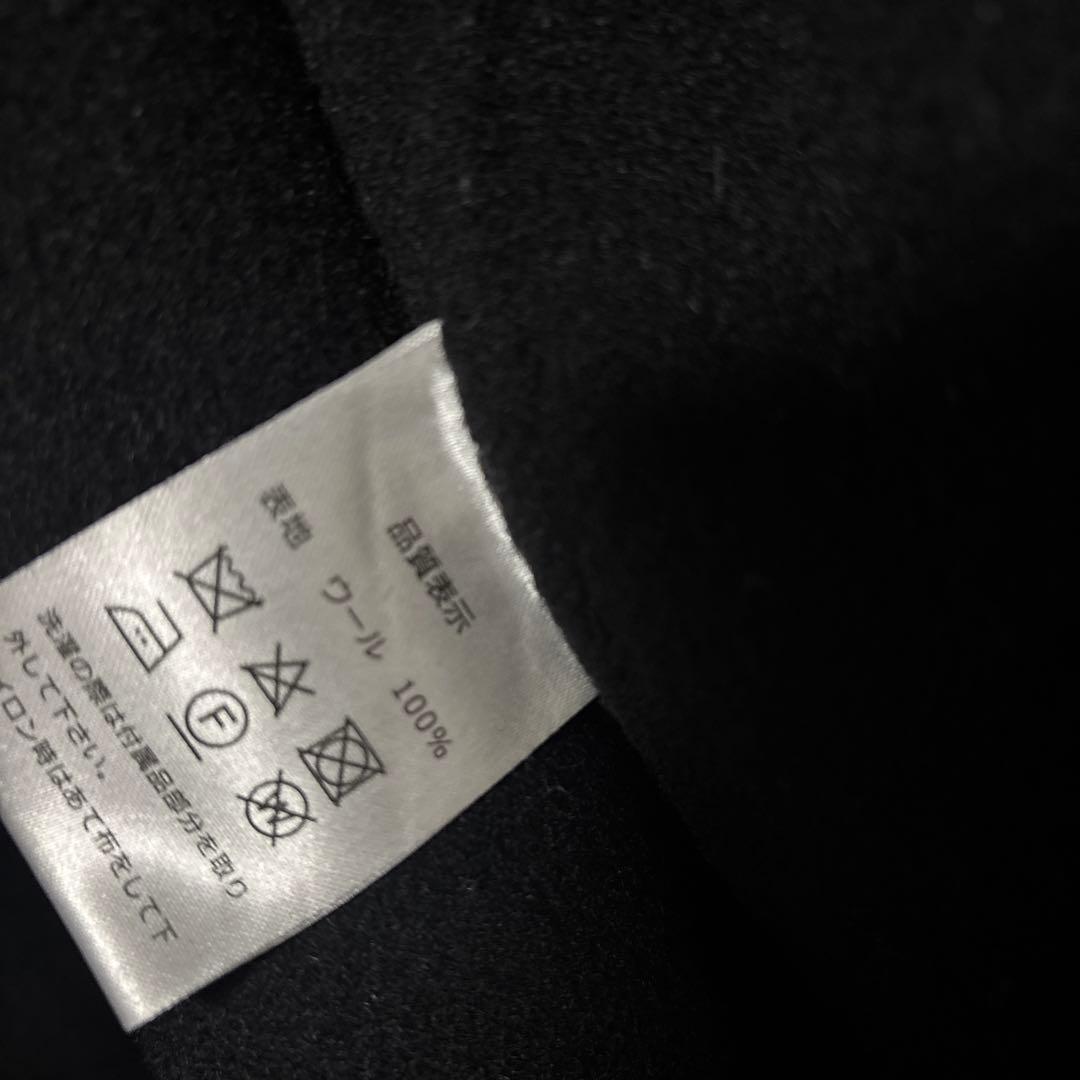 品質表示
表地 ウール 100%
F
W
洗濯の際は付属品部分を取り
外して下さい。
イロン時はあて布をして下